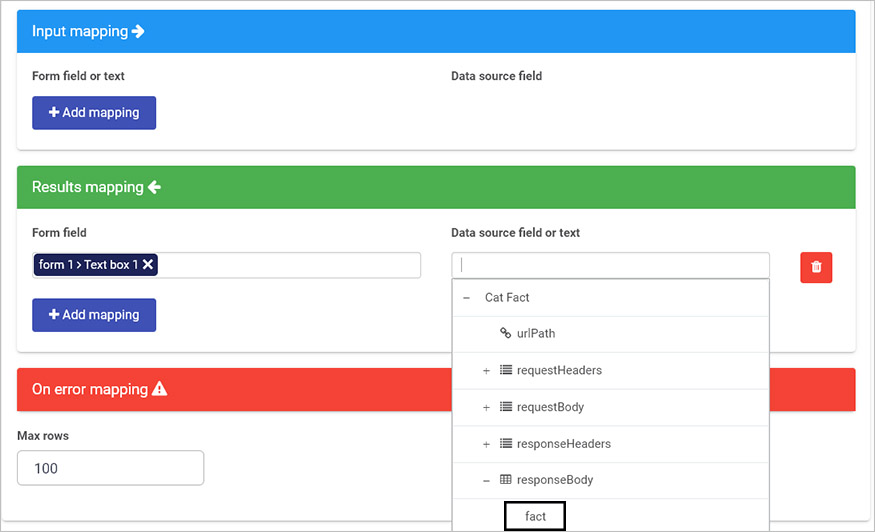 Input mapping
Form field or text
Data source field
+ Add mapping
Results mapping
Form field
Data source field or text
form 1 > Text box 1 ×
+ Add mapping
− Cat Fact
urlPath
+ requestHeaders
+ requestBody
+ responseHeaders
− responseBody
fact
On error mapping
Max rows
100